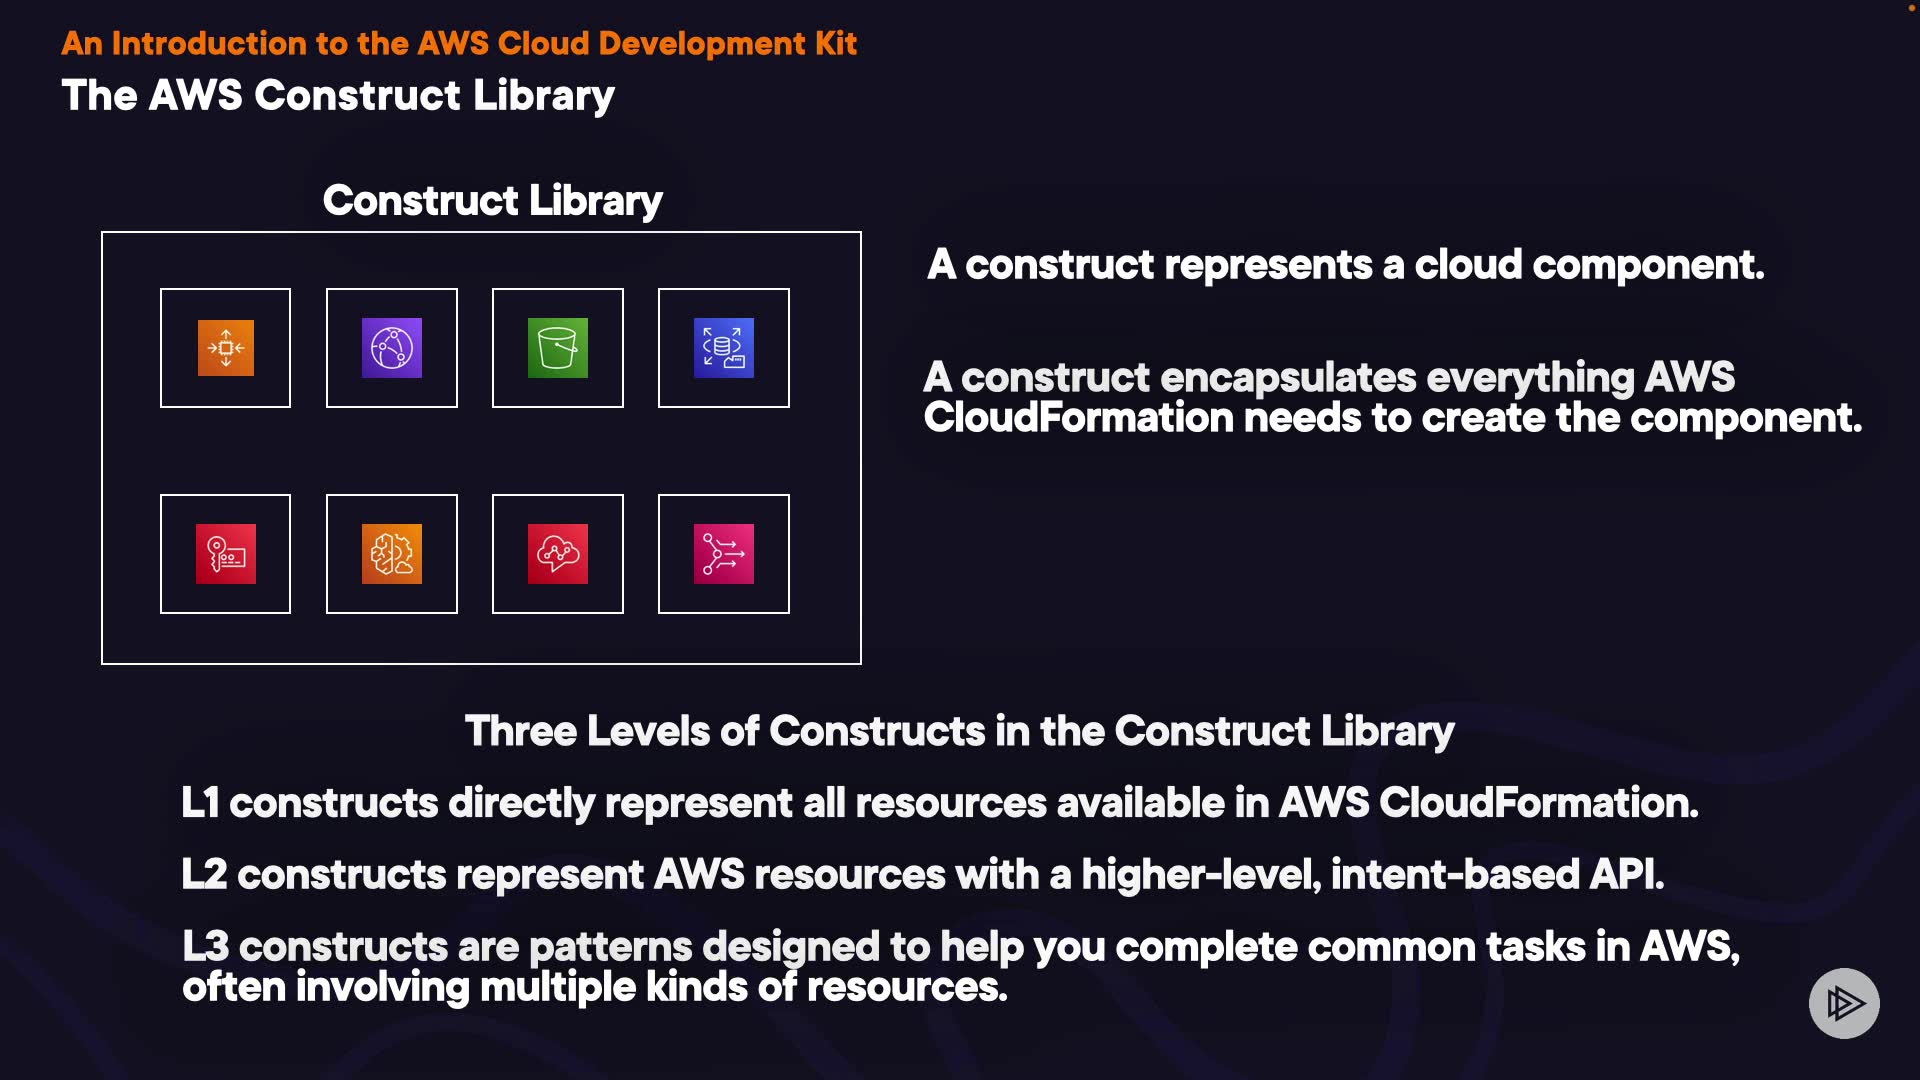 An Introduction to the AWS Cloud Development Kit
The AWS Construct Library
Construct Library
A construct represents a cloud component.
A construct encapsulates everything AWS
CloudFormation needs to create the component.
Three Levels of Constructs in the Construct Library
L1 constructs directly represent all resources available in AWS CloudFormation.
L2 constructs represent AWS resources with a higher-level, intent-based API.
L3 constructs are patterns designed to help you complete common tasks in AWS,
often involving multiple kinds of resources.